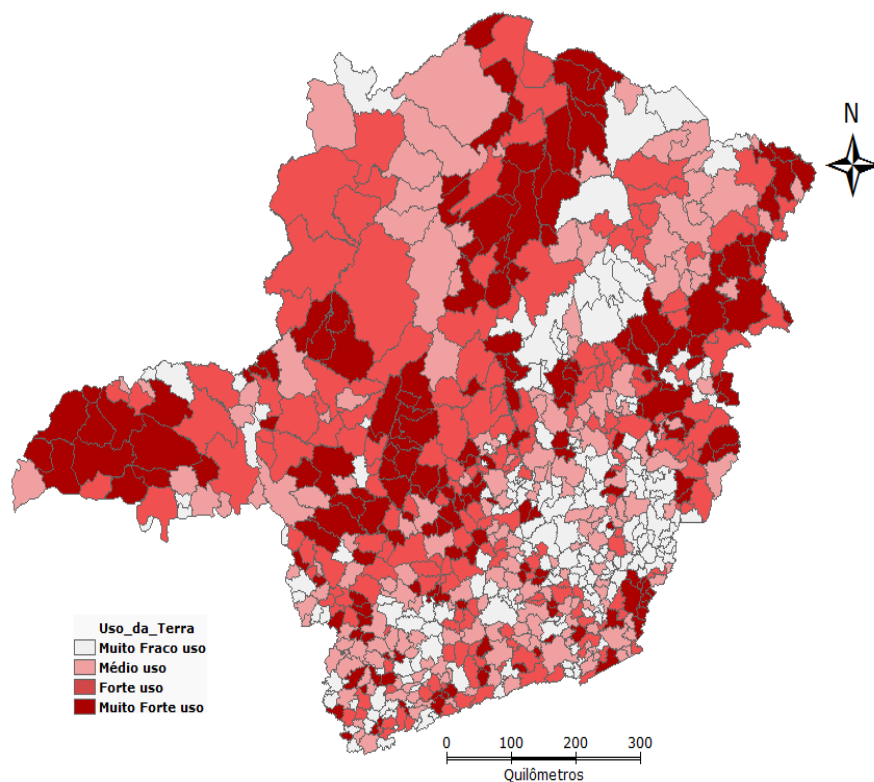 N
Uso_da_Terra
Muito Fraco uso
Médio uso
Forte uso
Muito Forte uso
0 100 200 300
Quilômetros